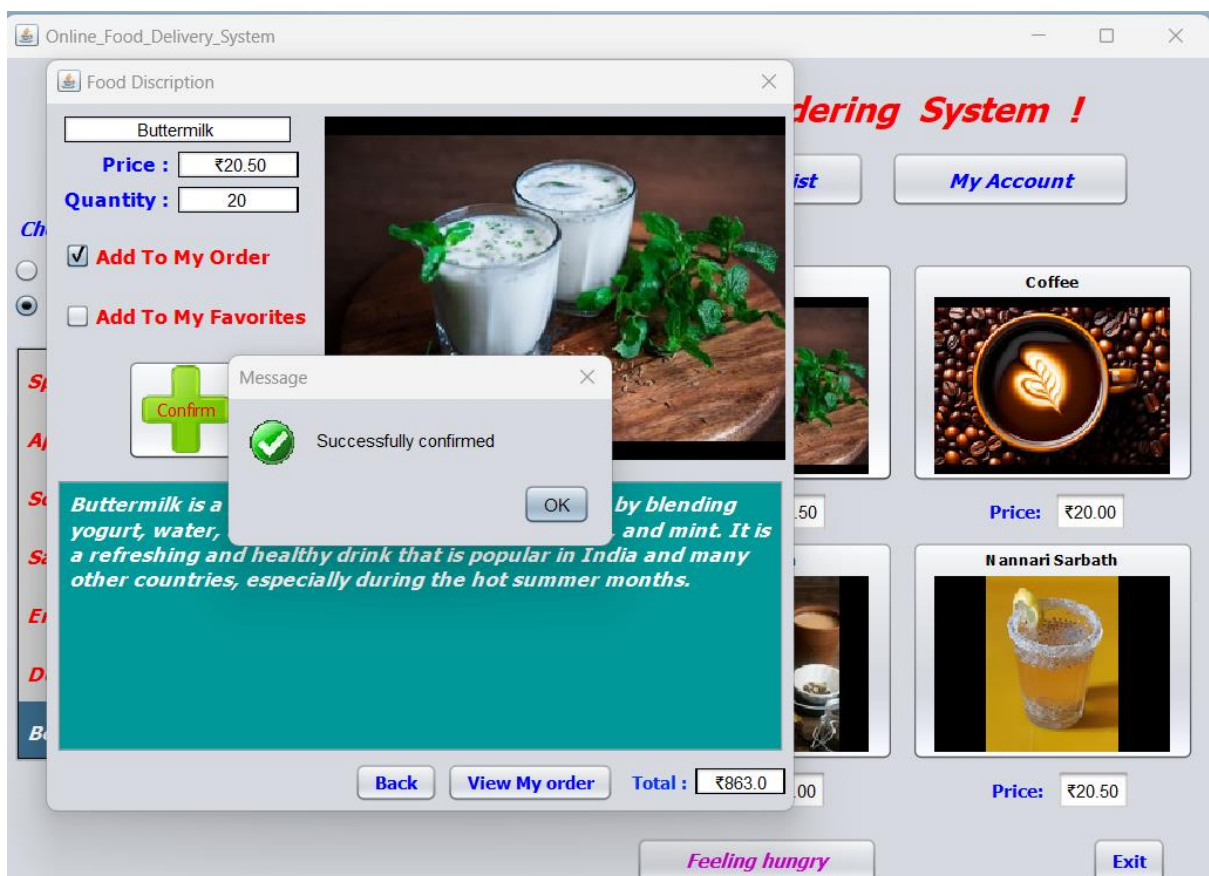 Online_Food_Delivery_System
Food Discription
dering System !
Buttermilk
Price : ₹20.50
Quantity : 20
My Account
Add To My Order
Coffee
Add To My Favorites
Message
Confirm
Successfully confirmed
OK
Buttermilk is a by blending
yogurt, water, and mint. It is
a refreshing and healthy drink that is popular in India and many
other countries, especially during the hot summer months.
.50
Price: ₹20.00
Nannari Sarbath
Back
View My order
Total : ₹863.0
.00
Price: ₹20.50
Feeling hungry
Exit